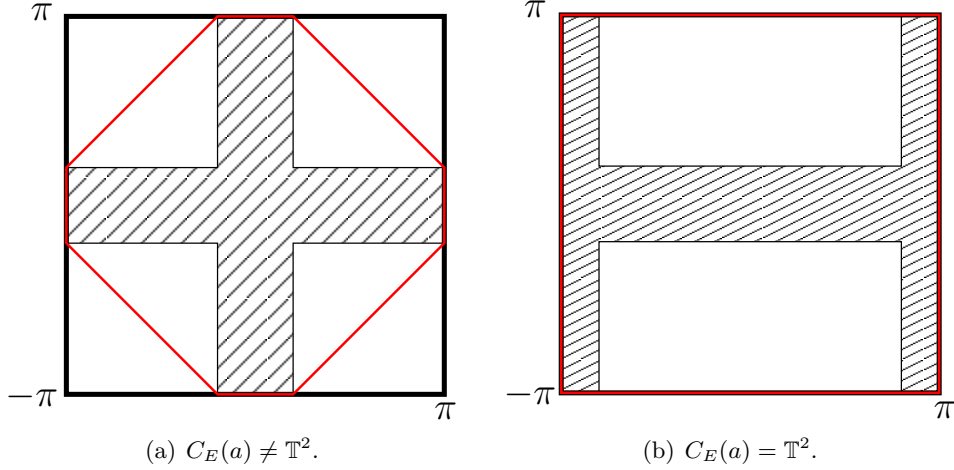 π π
−π π −π π
(a) C_E(a) ≠ 𝕋². (b) C_E(a) = 𝕋².